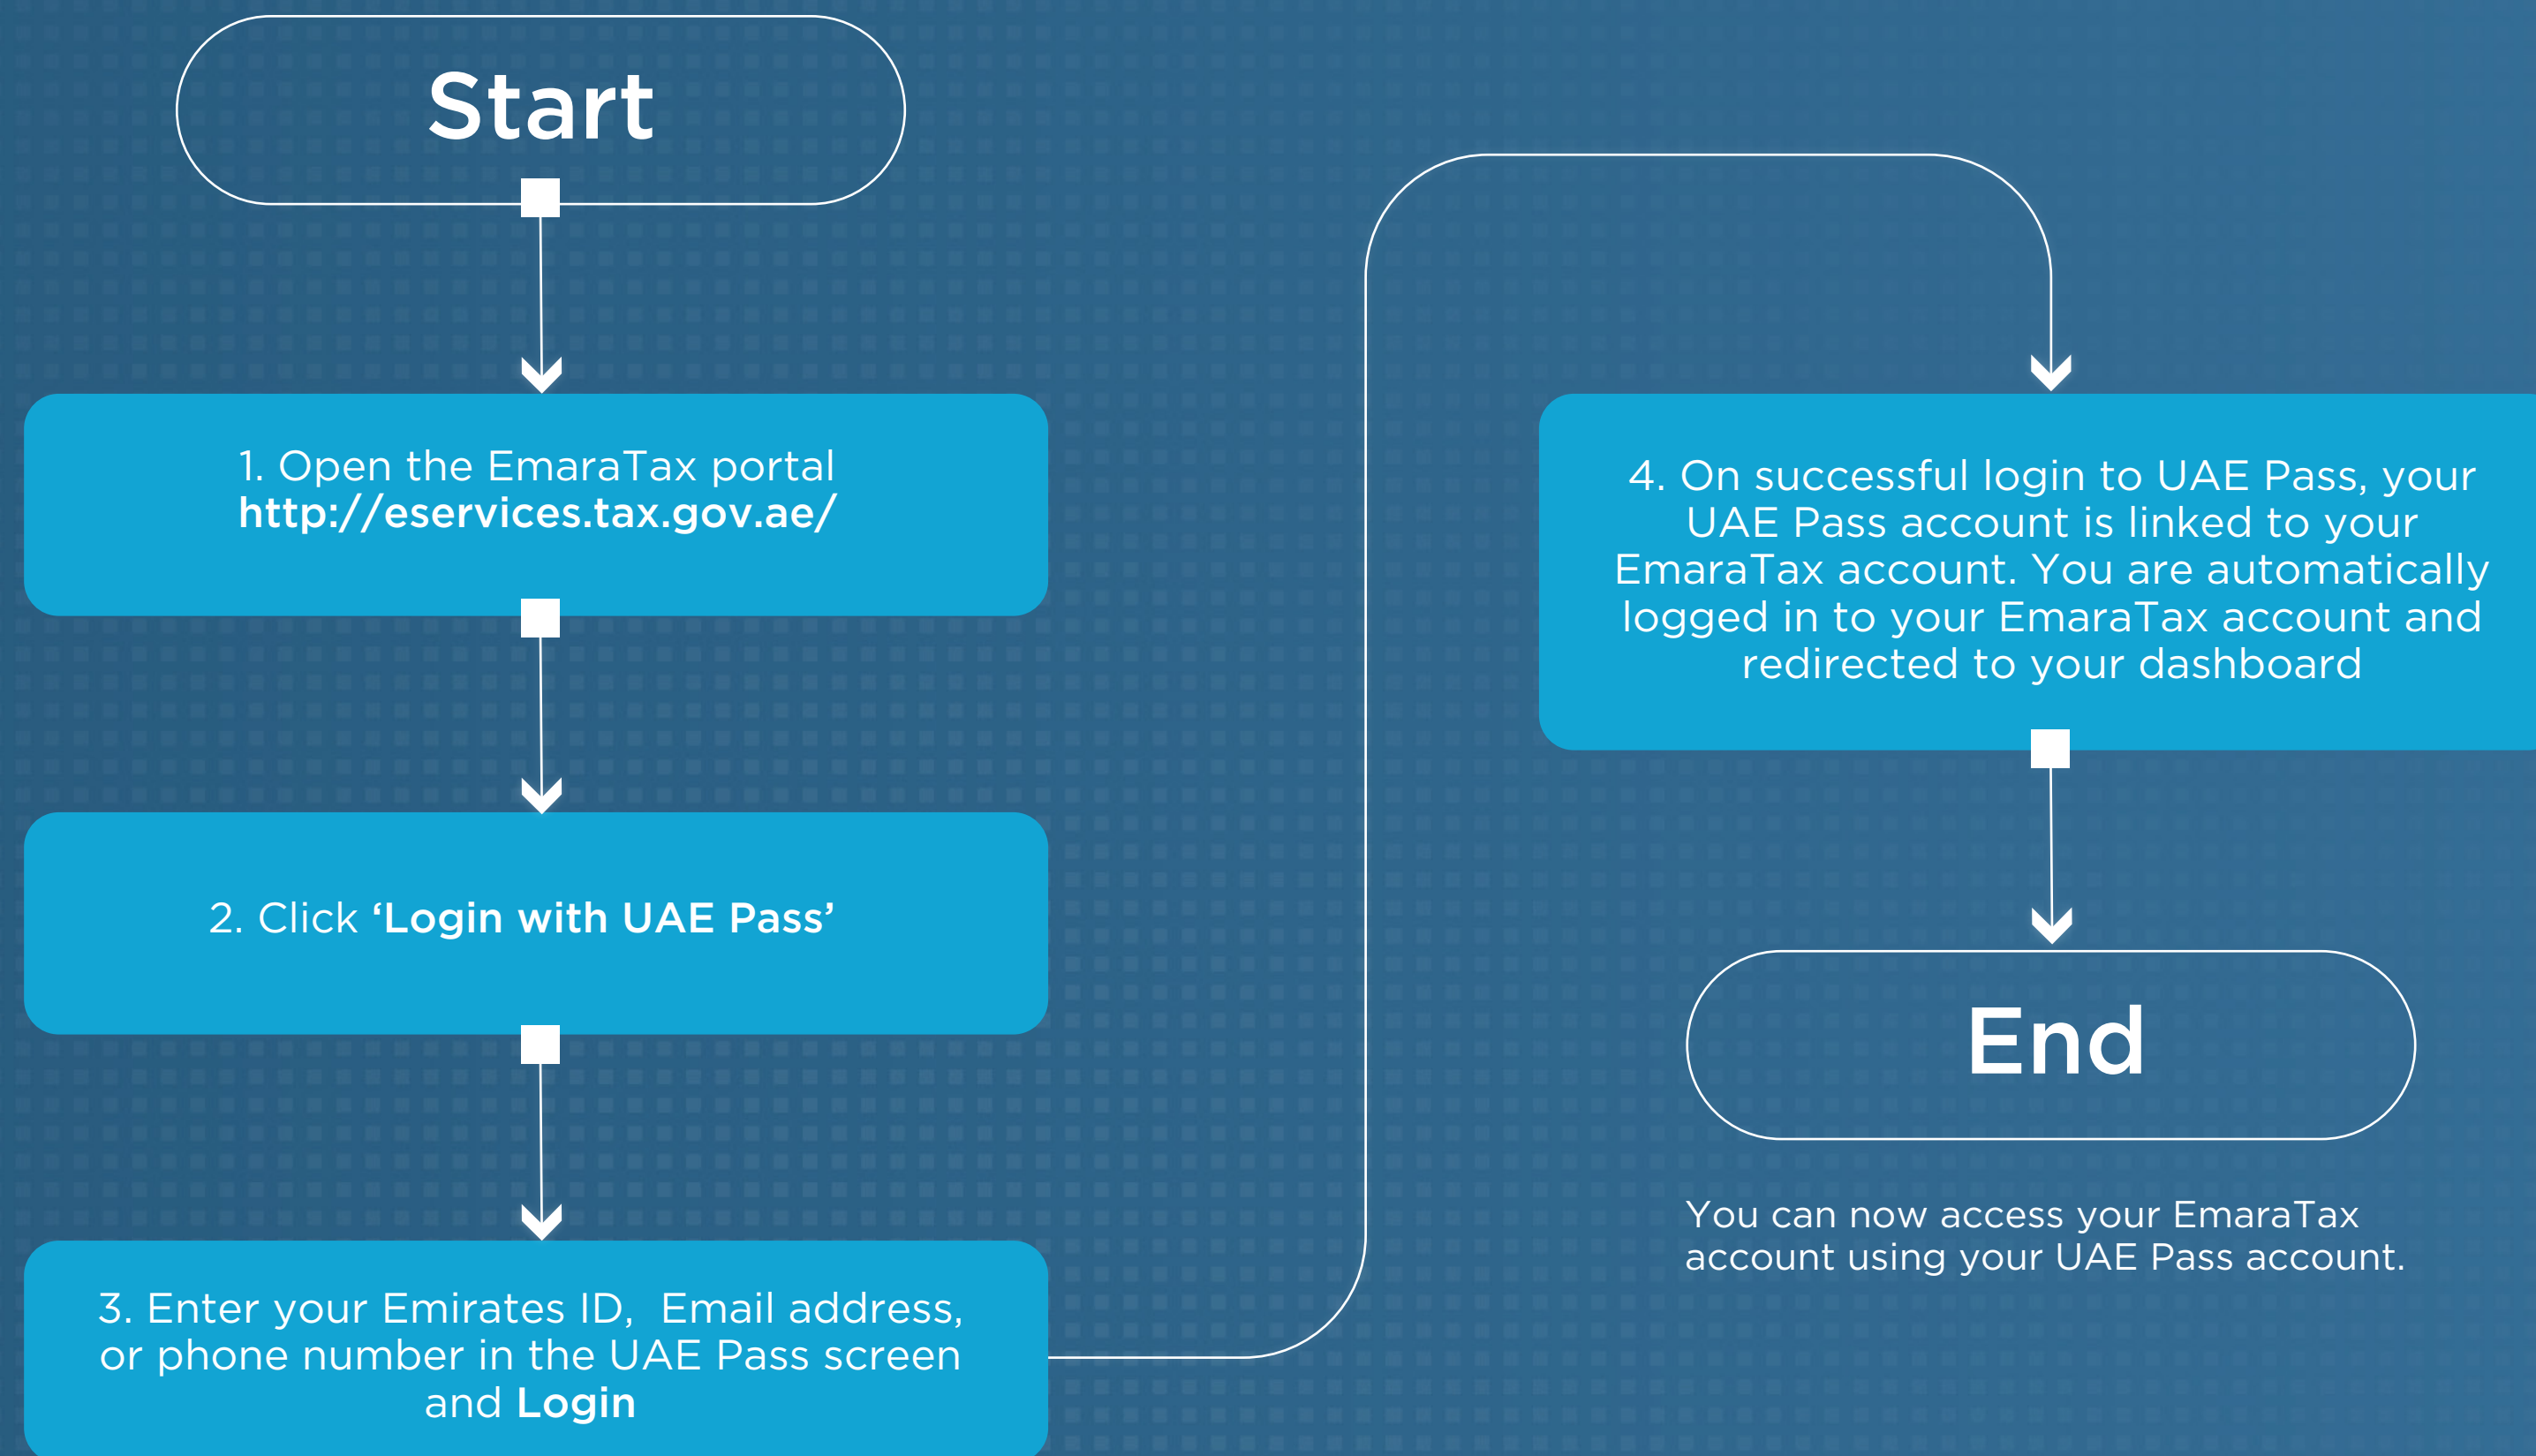 Start
1. Open the EmaraTax portal
http://eservices.tax.gov.ae/
2. Click ‘Login with UAE Pass’
3. Enter your Emirates ID,  Email address,
or phone number in the UAE Pass screen
and Login
4. On successful login to UAE Pass, your
UAE Pass account is linked to your
EmaraTax account. You are automatically
logged in to your EmaraTax account and
redirected to your dashboard
End
You can now access your EmaraTax
account using your UAE Pass account.